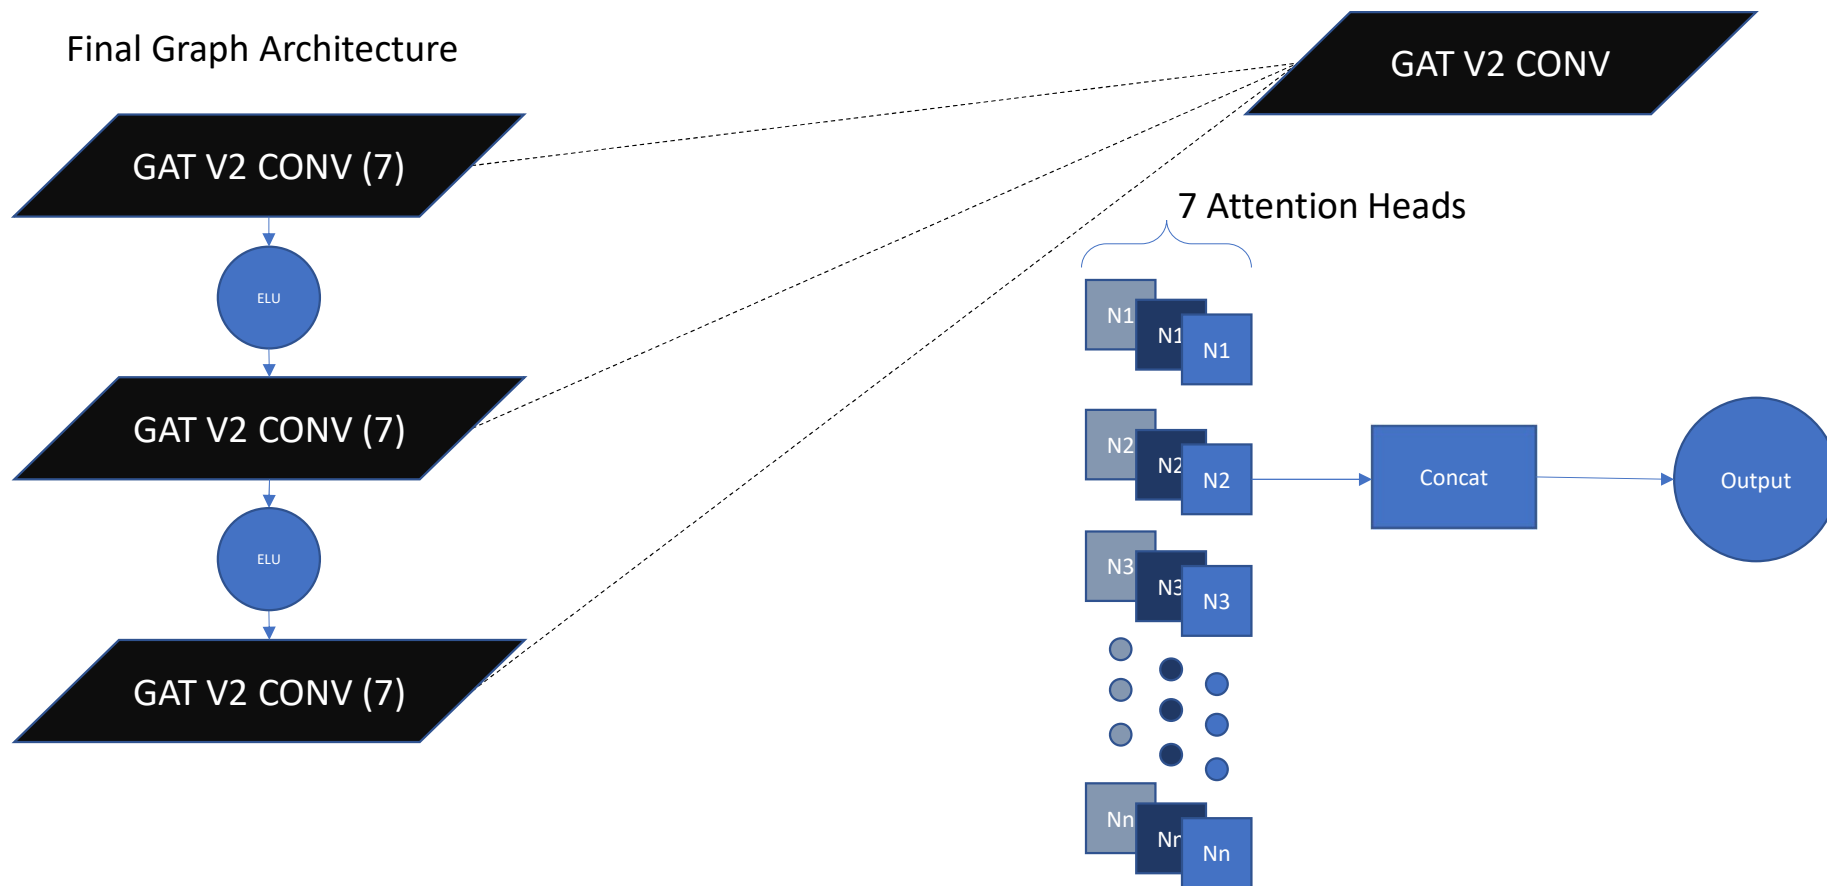 Final Graph Architecture
GAT V2 CONV (7)
ELU
GAT V2 CONV (7)
ELU
GAT V2 CONV (7)
GAT V2 CONV
7 Attention Heads
N1
N1
N1
N2
N2
N2
N3
N3
N3
Nn
Nn
Nn
Concat
Output